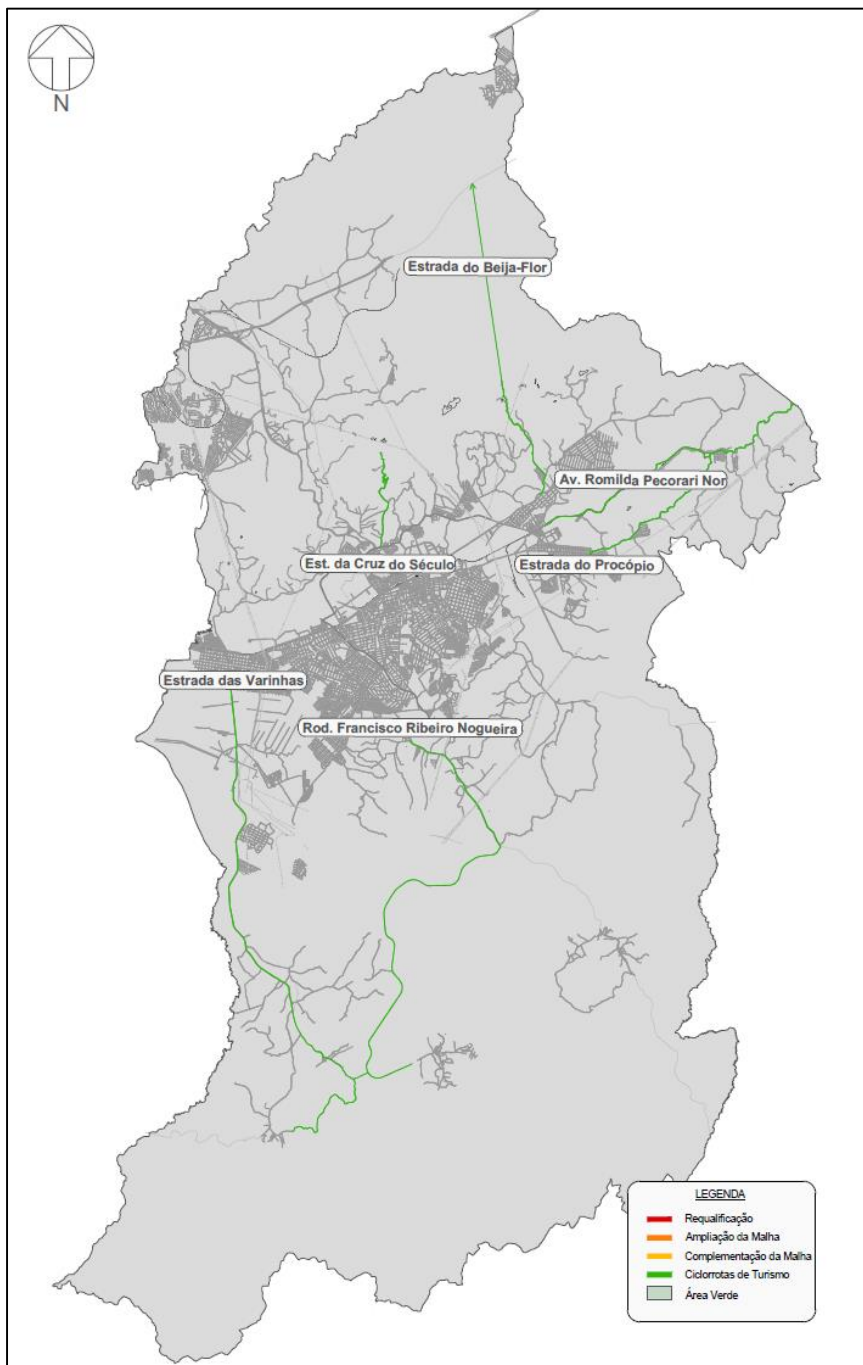 N
Estrada do Beija-Flor
Av. Romilda Pecorari Nor
Est. da Cruz do Século
Estrada do Procópio
Estrada das Varinhas
Rod. Francisco Ribeiro Nogueira
LEGENDA
Requalificação
Ampliação da Malha
Complementação da Malha
Ciclorrotas de Turismo
Área Verde